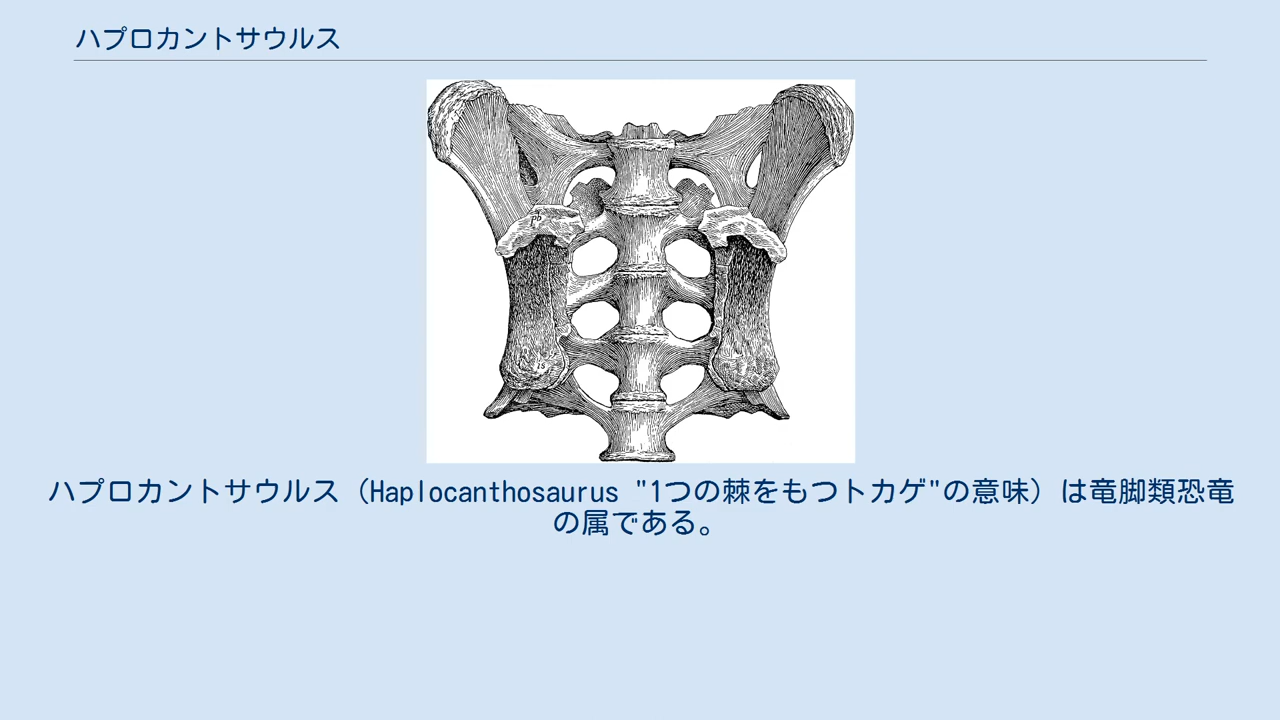 ハプロカントサウルス
Pb
is
ハプロカントサウルス（Haplocanthosaurus "1つの棘をもつトカゲ"の意味）は竜脚類恐竜
の属である。